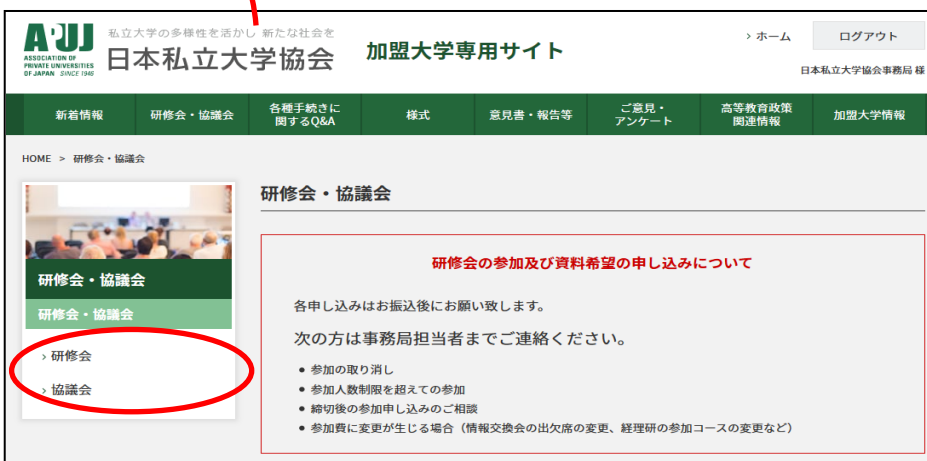 APUJ
ASSOCIATION OF
PRIVATE UNIVERSITIES
OF JAPAN SINCE 1946
私立大学の多様性を活かし 新たな社会を
日本私立大学協会
加盟大学専用サイト
› ホーム
ログアウト
日本私立大学協会事務局 様
新着情報
研修会・協議会
各種手続きに
関するQ&A
様式
意見書・報告等
ご意見・
アンケート
高等教育政策
関連情報
加盟大学情報
HOME > 研修会・協議会
研修会・協議会
研修会・協議会
› 研修会
› 協議会
研修会・協議会
研修会の参加及び資料希望の申し込みについて
各申し込みはお振込後にお願い致します。
次の方は事務局担当者までご連絡ください。
● 参加の取り消し
● 参加人数制限を超えての参加
● 締切後の参加申し込みのご相談
● 参加費に変更が生じる場合（情報交換会の出欠席の変更、経理研の参加コースの変更など）